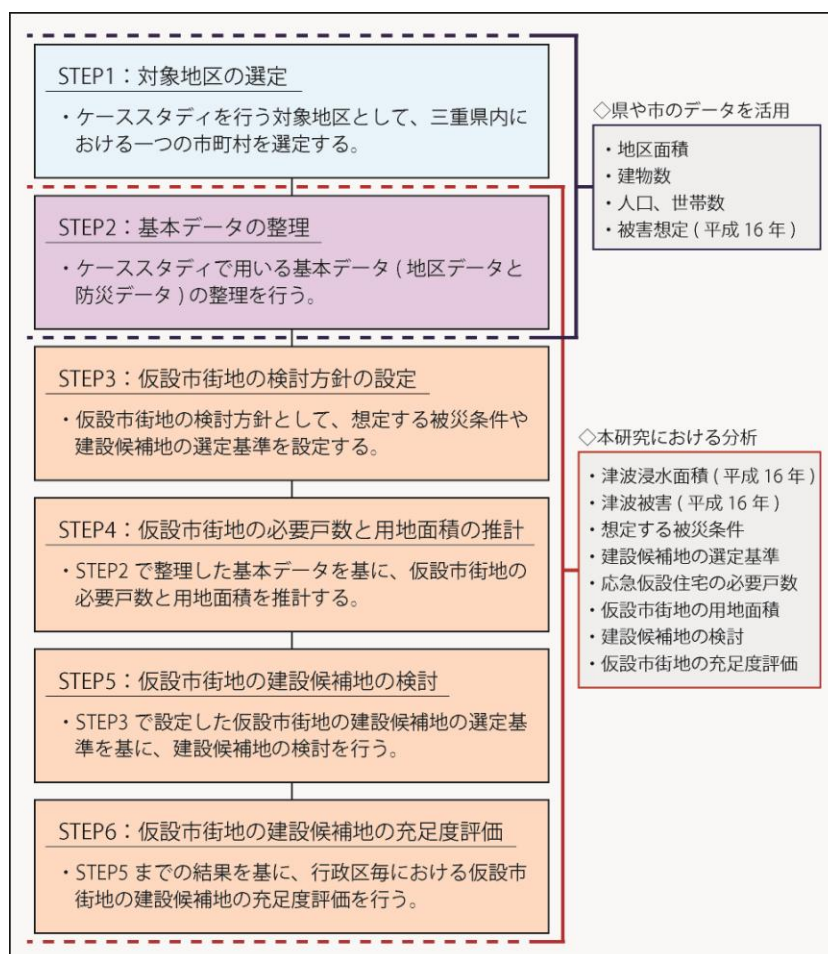 STEP1：対象地区の選定
・ケーススタディを行う対象地区として、三重県内に
おける一つの市町村を選定する。
STEP2：基本データの整理
・ケーススタディで用いる基本データ ( 地区データと
防災データ ) の整理を行う。
STEP3：仮設市街地の検討方針の設定
・仮設市街地の検討方針として、想定する被災条件や
建設候補地の選定基準を設定する。
STEP4：仮設市街地の必要戸数と用地面積の推計
・STEP2 で整理した基本データを基に、仮設市街地の
必要戸数と用地面積を推計する。
STEP5：仮設市街地の建設候補地の検討
・STEP3 で設定した仮設市街地の建設候補地の選定基
準を基に、建設候補地の検討を行う。
STEP6：仮設市街地の建設候補地の充足度評価
・STEP5 までの結果を基に、行政区毎における仮設市
街地の建設候補地の充足度評価を行う。
◇県や市のデータを活用
・地区面積
・建物数
・人口、世帯数
・被害想定 ( 平成 16 年 )
◇本研究における分析
・津波浸水面積 ( 平成 16 年 )
・津波被害 ( 平成 16 年 )
・想定する被災条件
・建設候補地の選定基準
・応急仮設住宅の必要戸数
・仮設市街地の用地面積
・建設候補地の検討
・仮設市街地の充足度評価